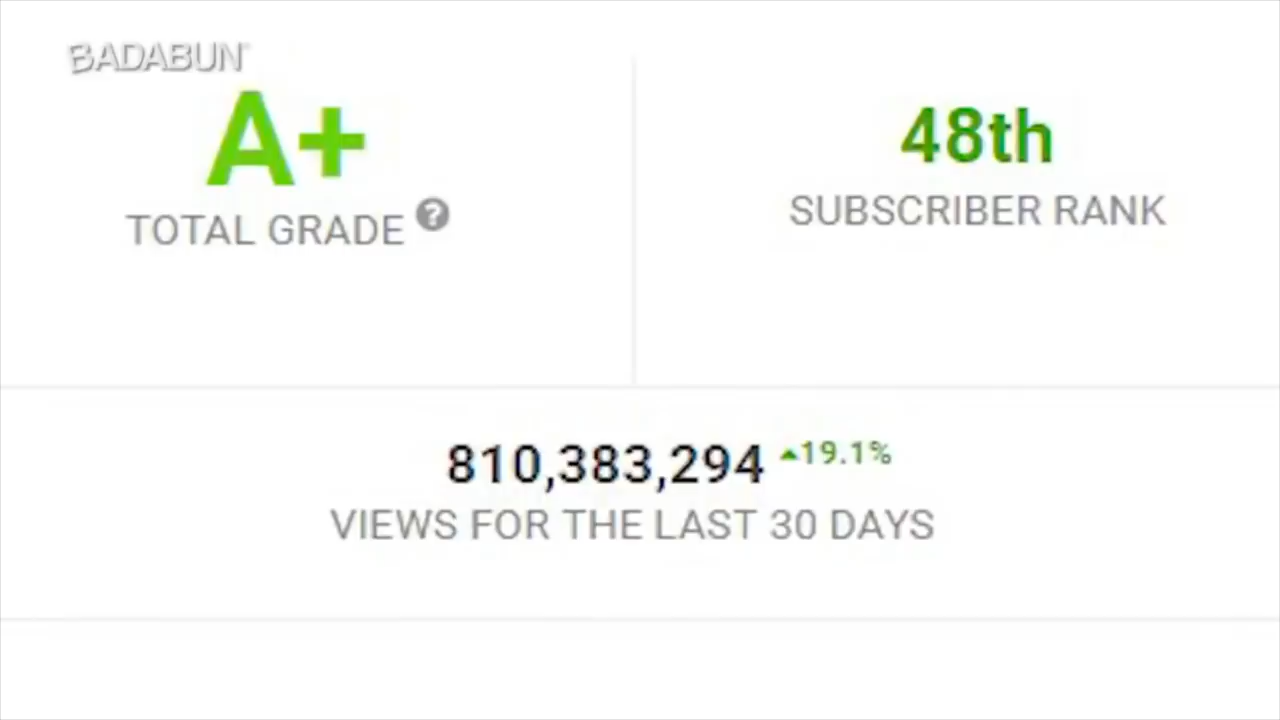 BADABUN
A+
TOTAL GRADE ?
48th
SUBSCRIBER RANK
810,383,294 ▲19.1%
VIEWS FOR THE LAST 30 DAYS